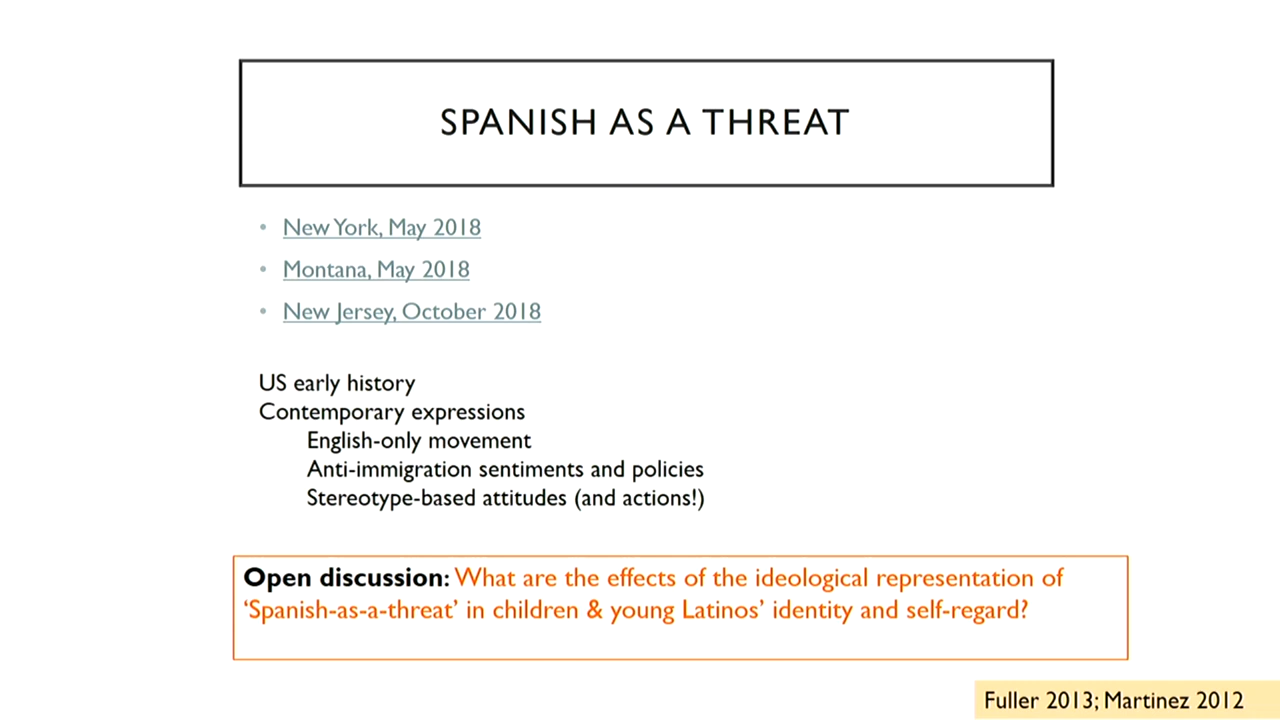 SPANISH AS A THREAT
• New York, May 2018
• Montana, May 2018
• New Jersey, October 2018
US early history
Contemporary expressions
English-only movement
Anti-immigration sentiments and policies
Stereotype-based attitudes (and actions!)
Open discussion: What are the effects of the ideological representation of
‘Spanish-as-a-threat’ in children & young Latinos’ identity and self-regard?
Fuller 2013; Martinez 2012